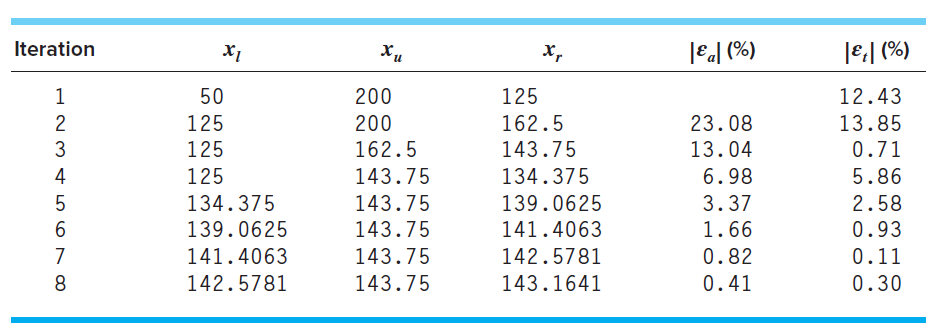 Iteration x_l x_u x_r |ε_a| (%) |ε_t| (%)
1 50 200 125 12.43
2 125 200 162.5 23.08 13.85
3 125 162.5 143.75 13.04 0.71
4 125 143.75 134.375 6.98 5.86
5 134.375 143.75 139.0625 3.37 2.58
6 139.0625 143.75 141.4063 1.66 0.93
7 141.4063 143.75 142.5781 0.82 0.11
8 142.5781 143.75 143.1641 0.41 0.30